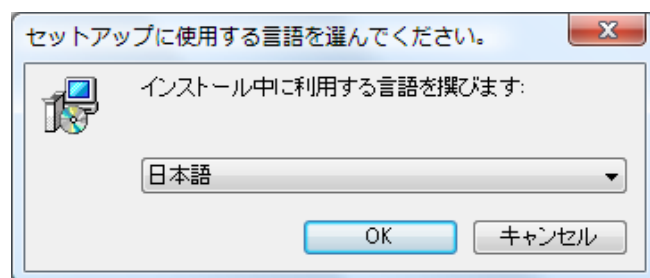 セットアップに使用する言語を選んでください。
インストール中に利用する言語を撰びます:
日本語
OK キャンセル